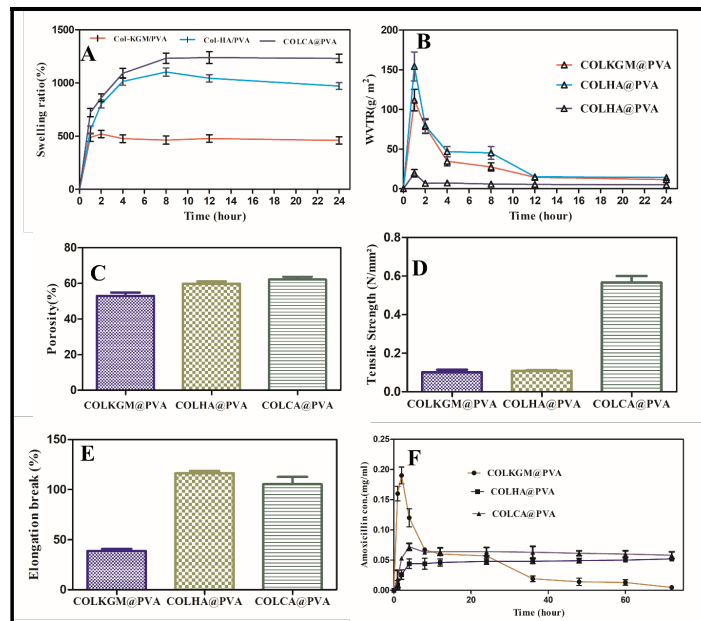 A
Col-KGM/PVA Col-HA/PVA COLCA@PVA
Swelling ratio(%)
1500
1000
500
0
0 2 4 6 8 10 12 14 16 18 20 22 24
Time (hour)
B
COLKGM@PVA
COLHA@PVA
COLHA@PVA
WVTR(g/ m²)
200
150
100
50
0
0 2 4 6 8 10 12 14 16 18 20 22 24
Time (hour)
C
Porosity(%)
80
60
40
20
0
COLKGM@PVA COLHA@PVA COLCA@PVA
D
Tensile Strength (N/mm²)
0.8
0.6
0.4
0.2
0.0
COLKGM@PVA COLHA@PVA COLCA@PVA
E
Elongation break (%)
150
100
50
0
COLKGM@PVA COLHA@PVA COLCA@PVA
F
COLKGM@PVA
COLHA@PVA
COLCA@PVA
Amoxicillin con.(mg/ml)
0.25
0.20
0.15
0.10
0.05
0.00
0 20 40 60
Time (hour)